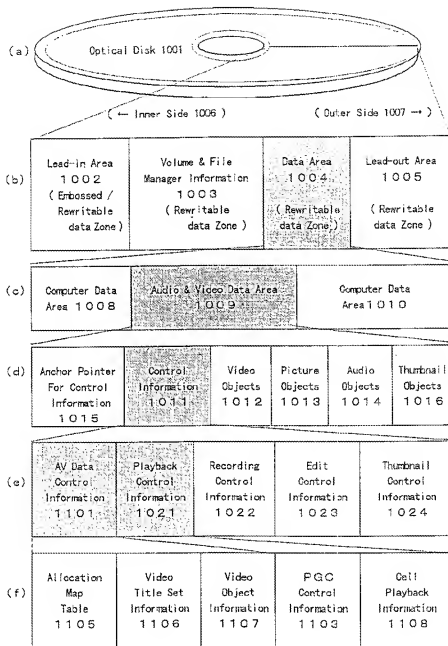 (a)
Optical Disk 1001
( ← Inner Side 1006 )
( Outer Side 1007 → )
(b)
Lead-in Area
1002
( Embossed /
Rewritable
data Zone )
Volume & File
Manager Information
1003
( Rewritable
data Zone )
Data Area
1004
( Rewritable
data Zone )
Lead-out Area
1005
( Rewritable
data Zone )
(c)
Computer Data
Area 1008
Audio & Video Data Area
1009
Computer Data
Area 1010
(d)
Anchor Pointer
For Control
Information
1015
Control
Information
1011
Video
Objects
1012
Picture
Objects
1013
Audio
Objects
1014
Thumbnail
Objects
1016
(e)
AV Data
Control
Information
1101
Playback
Control
Information
1021
Recording
Control
Information
1022
Edit
Control
Information
1023
Thumbnail
Control
Information
1024
(f)
Allocation
Map
Table
1105
Video
Title Set
Information
1106
Video
Object
Information
1107
PGC
Control
Information
1103
Cell
Playback
Information
1108